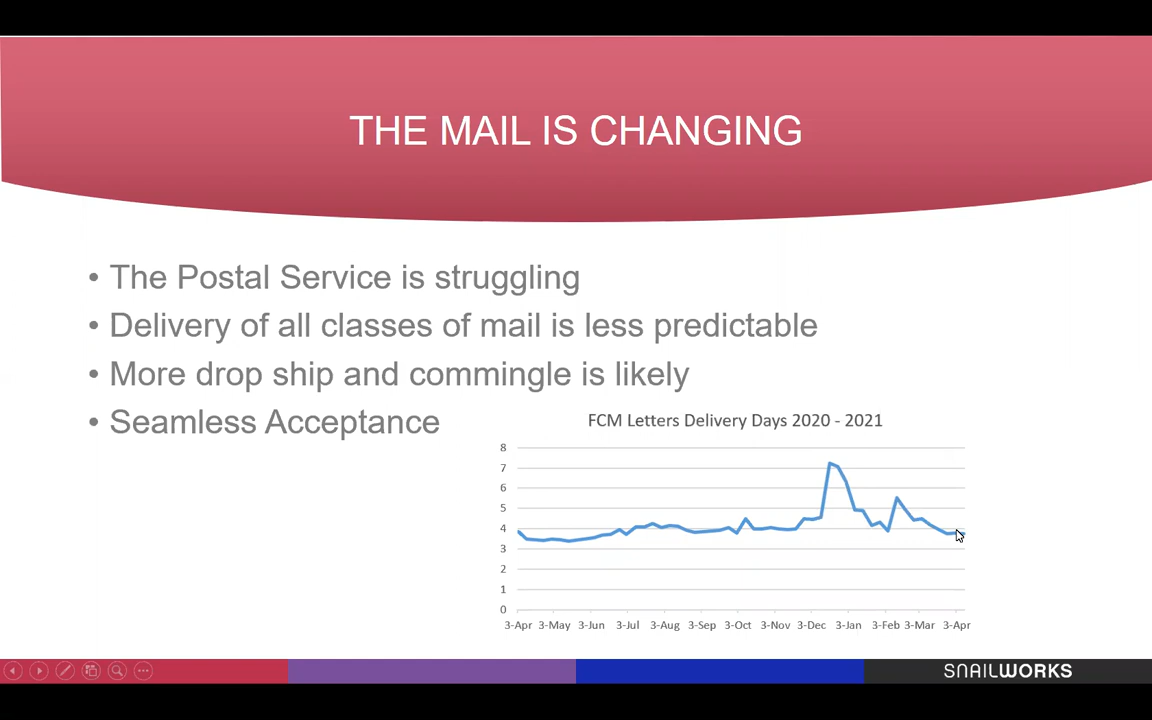 THE MAIL IS CHANGING
• The Postal Service is struggling
• Delivery of all classes of mail is less predictable
• More drop ship and commingle is likely
• Seamless Acceptance
FCM Letters Delivery Days 2020 - 2021
8
7
6
5
4
3
2
1
0
3-Apr 3-May 3-Jun 3-Jul 3-Aug 3-Sep 3-Oct 3-Nov 3-Dec 3-Jan 3-Feb 3-Mar 3-Apr
SNAILWORKS